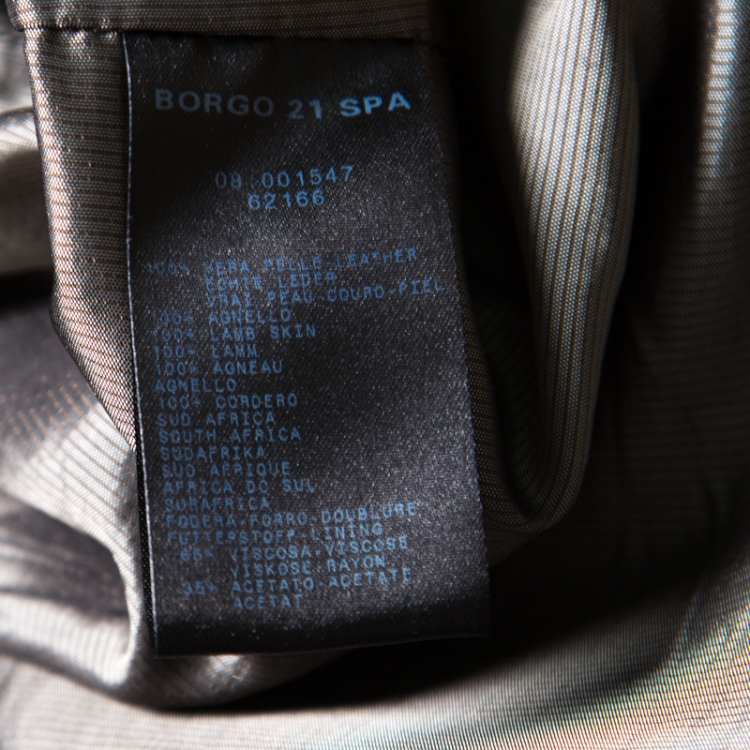 BORGO 21 SPA
08 001547
62166
100% VERA PELLE-LEATHER
ECHTE LEDER
VRAI PEAU-COURO-PIEL
100% AGNELLO
100% LAMB SKIN
100% LAMM
100% AGNEAU
AGNELLO
100% CORDERO
SUD AFRICA
SOUTH AFRICA
SUDAFRIKA
SUD AFRIQUE
AFRICA DO SUL
SURAFRICA
FODERA-FORRO-DOUBLURE
FUTTERSTOFF-LINING
65% VISCOSA-VISCOSE
VISKOSE-RAYON
35% ACETATO-ACETATE
ACETAT